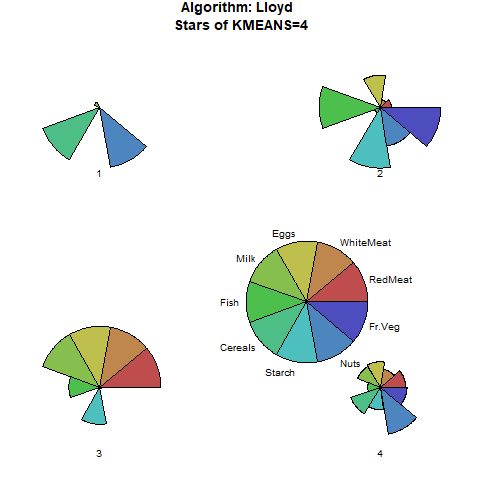 Algorithm: Lloyd
Stars of KMEANS=4
1
2
Eggs
WhiteMeat
Milk
RedMeat
Fish
Fr.Veg
Cereals
Starch
Nuts
3
4